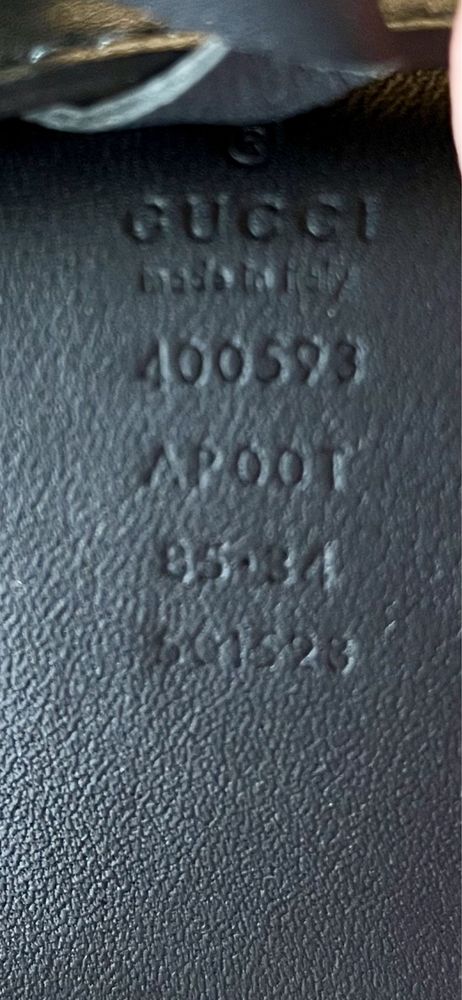 GUCCI
made in italy
400593
AP00T
85·34